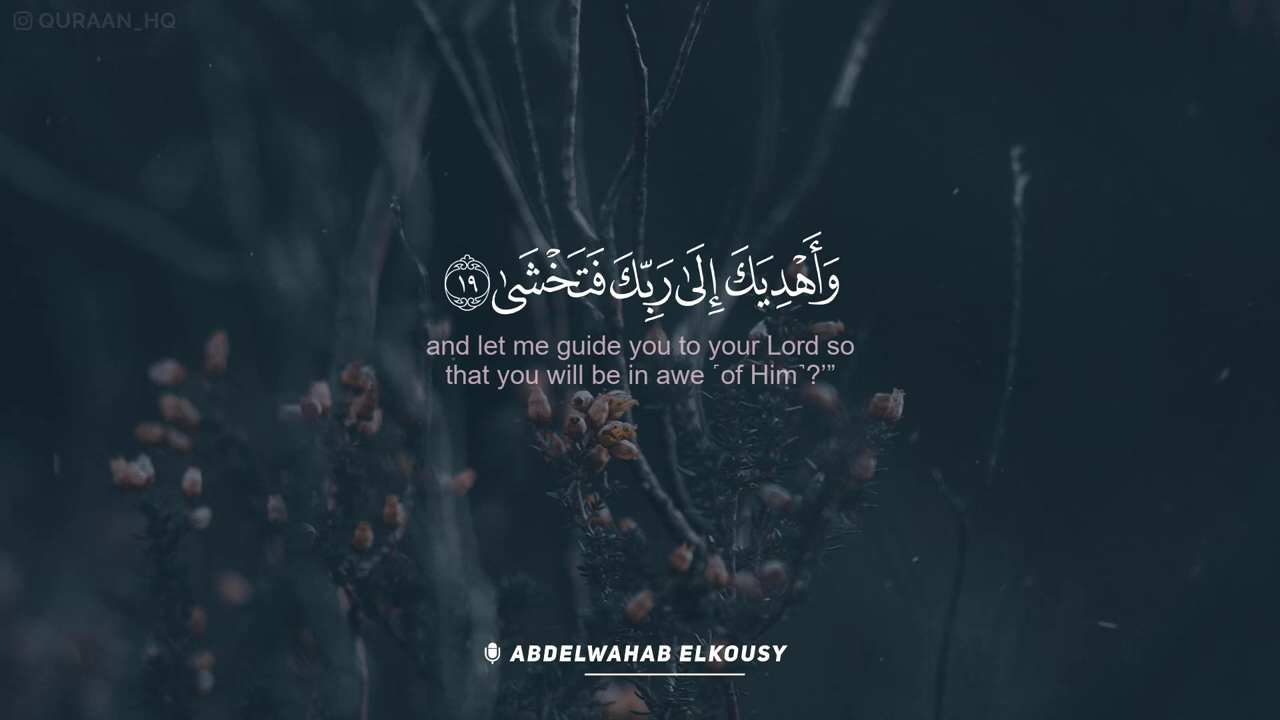 QURAAN_HQ
وَأَهْدِيَكَ إِلَىٰ رَبِّكَ فَتَخْشَىٰ ١٩
and let me guide you to your Lord so
that you will be in awe ˹of Him˺?’”
ABDELWAHAB ELKOUSY